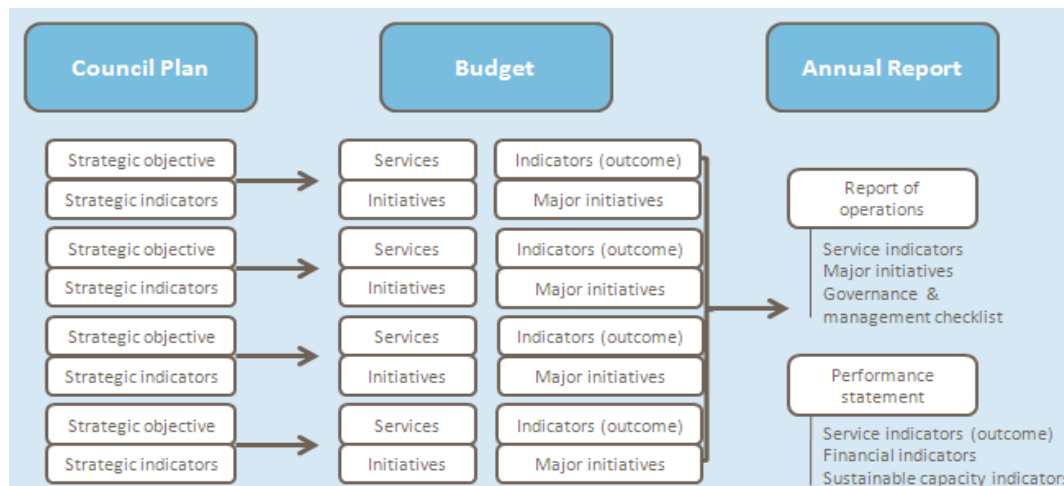 Council Plan
Budget
Annual Report
Strategic objective
Strategic indicators
Services
Initiatives
Indicators (outcome)
Major initiatives
Strategic objective
Strategic indicators
Services
Initiatives
Indicators (outcome)
Major initiatives
Strategic objective
Strategic indicators
Services
Initiatives
Indicators (outcome)
Major initiatives
Strategic objective
Strategic indicators
Services
Initiatives
Indicators (outcome)
Major initiatives
Report of
operations
Service indicators
Major initiatives
Governance &
management checklist
Performance
statement
Service indicators (outcome)
Financial indicators
Sustainable capacity indicators